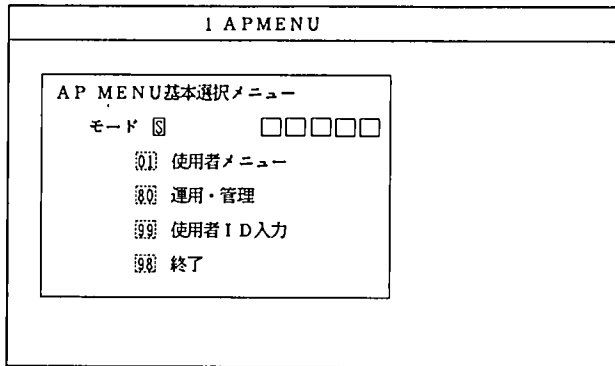 1 APMENU
AP MENU基本選択メニュー
モード S □□□□□
01 使用者メニュー
80 運用・管理
99 使用者ID入力
98 終了